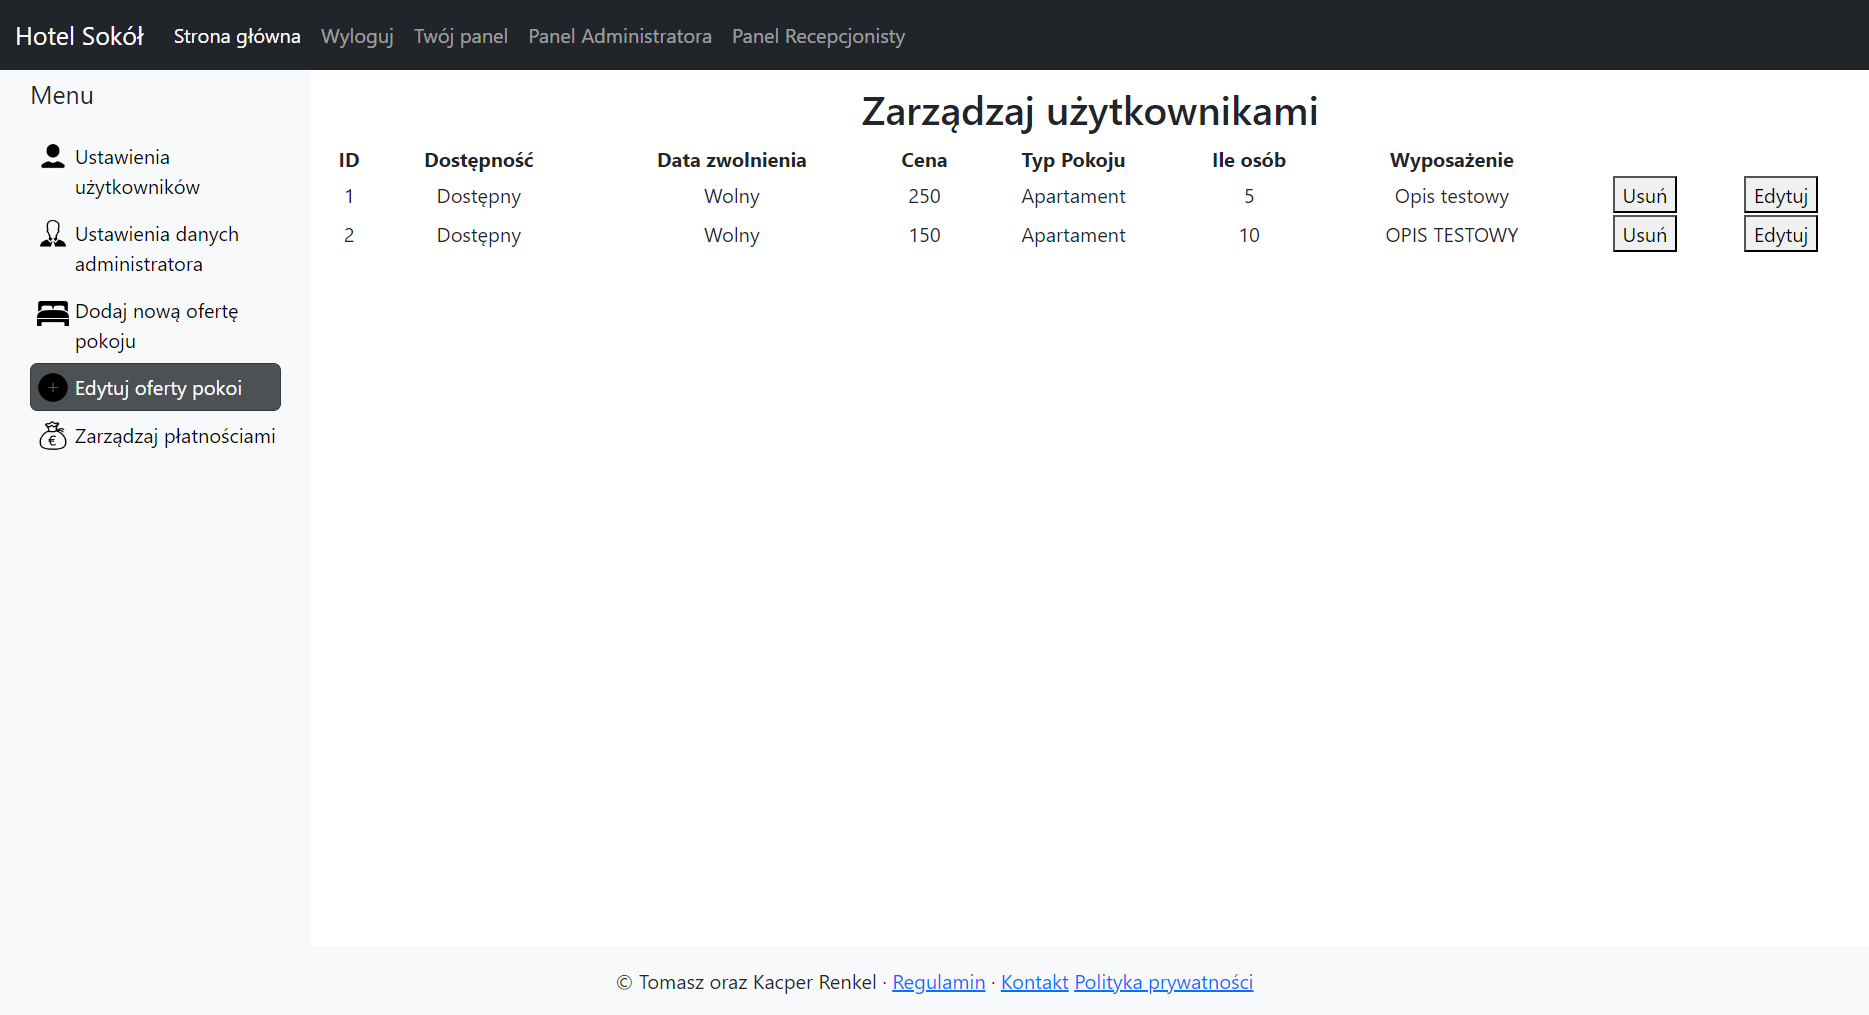 Hotel Sokół Strona główna Wyloguj Twój panel Panel Administratora Panel Recepcjonisty
Menu
Ustawienia
użytkowników
Ustawienia danych
administratora
Dodaj nową ofertę
pokoju
Edytuj oferty pokoi
Zarządzaj płatnościami
Zarządzaj użytkownikami
ID Dostępność Data zwolnienia Cena Typ Pokoju Ile osób Wyposażenie
1 Dostępny Wolny 250 Apartament 5 Opis testowy Usuń Edytuj
2 Dostępny Wolny 150 Apartament 10 OPIS TESTOWY Usuń Edytuj
© Tomasz oraz Kacper Renkel · Regulamin · Kontakt Polityka prywatności